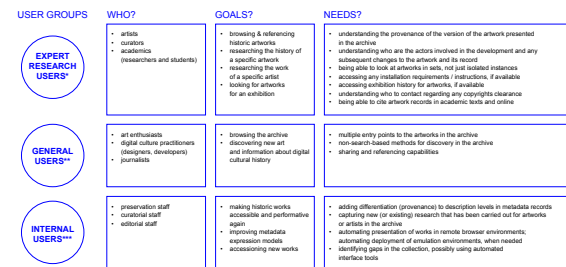 USER GROUPS
WHO?
GOALS?
NEEDS?
EXPERT
RESEARCH
USERS*
• artists
• curators
• academics
(researchers and students)
• browsing & referencing
historic artworks
• researching the history of
a specific artwork
• researching the work
of a specific artist
• looking for artworks
for an exhibition
• understanding the provenance of the version of the artwork presented
in the archive
• understanding who are the actors involved in the development and any
subsequent changes to the artwork and its record
• being able to look at artworks in sets, not just isolated instances
• accessing any installation requirements / instructions, if available
• accessing exhibition history for artworks, if available
• understanding who to contact regarding any copyrights clearance
• being able to cite artwork records in academic texts and online
GENERAL
USERS**
• art enthusiasts
• digital culture practitioners
(designers, developers)
• journalists
• browsing the archive
• discovering new art
and information about digital
cultural history
• multiple entry points to the artworks in the archive
• non-search-based methods for discovery in the archive
• sharing and referencing capabilities
INTERNAL
USERS***
• preservation staff
• curatorial staff
• editorial staff
• making historic works
accessible and performative
again
• improving metadata
expression models
• accessioning new works
• adding differentiation (provenance) to description levels in metadata records
• capturing new (or existing) research that has been carried out for artworks
or artists in the archive
• automating presentation of works in remote browser environments;
automating deployment of emulation environments, when needed
• identifying gaps in the collection, possibly using automated
interface tools